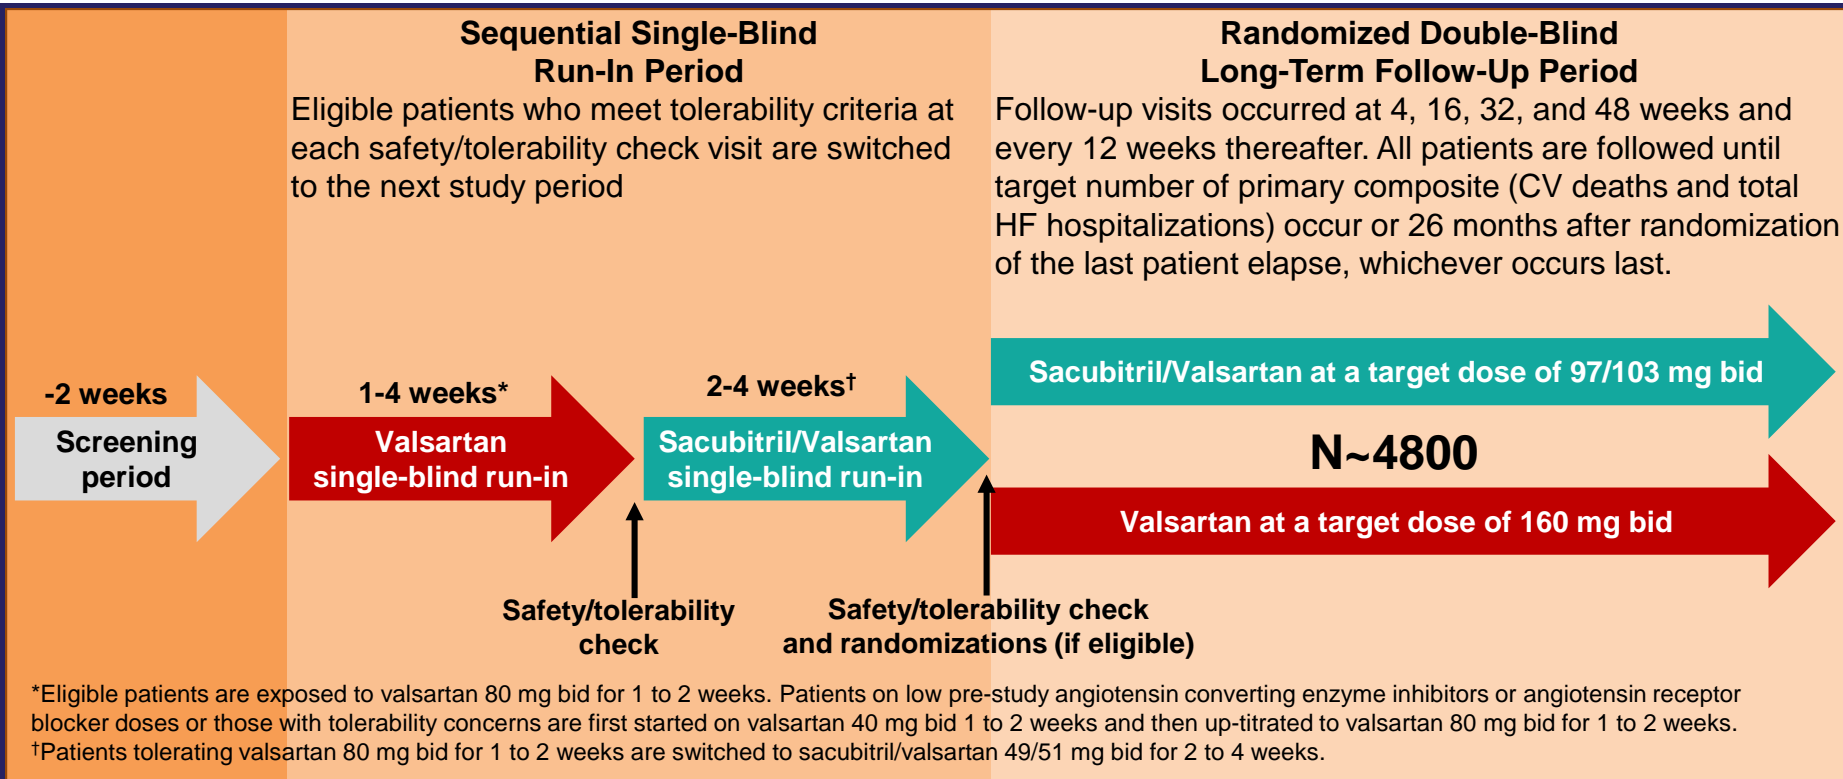 Sequential Single-Blind
Run-In Period
Eligible patients who meet tolerability criteria at
each safety/tolerability check visit are switched
to the next study period
Randomized Double-Blind
Long-Term Follow-Up Period
Follow-up visits occurred at 4, 16, 32, and 48 weeks and
every 12 weeks thereafter. All patients are followed until
target number of primary composite (CV deaths and total
HF hospitalizations) occur or 26 months after randomization
of the last patient elapse, whichever occurs last.
-2 weeks
Screening
period
1-4 weeks*
Valsartan
single-blind run-in
2-4 weeks†
Sacubitril/Valsartan
single-blind run-in
Sacubitril/Valsartan at a target dose of 97/103 mg bid
N~4800
Valsartan at a target dose of 160 mg bid
Safety/tolerability
check
Safety/tolerability check
and randomizations (if eligible)
*Eligible patients are exposed to valsartan 80 mg bid for 1 to 2 weeks. Patients on low pre-study angiotensin converting enzyme inhibitors or angiotensin receptor
blocker doses or those with tolerability concerns are first started on valsartan 40 mg bid 1 to 2 weeks and then up-titrated to valsartan 80 mg bid for 1 to 2 weeks.
†Patients tolerating valsartan 80 mg bid for 1 to 2 weeks are switched to sacubitril/valsartan 49/51 mg bid for 2 to 4 weeks.